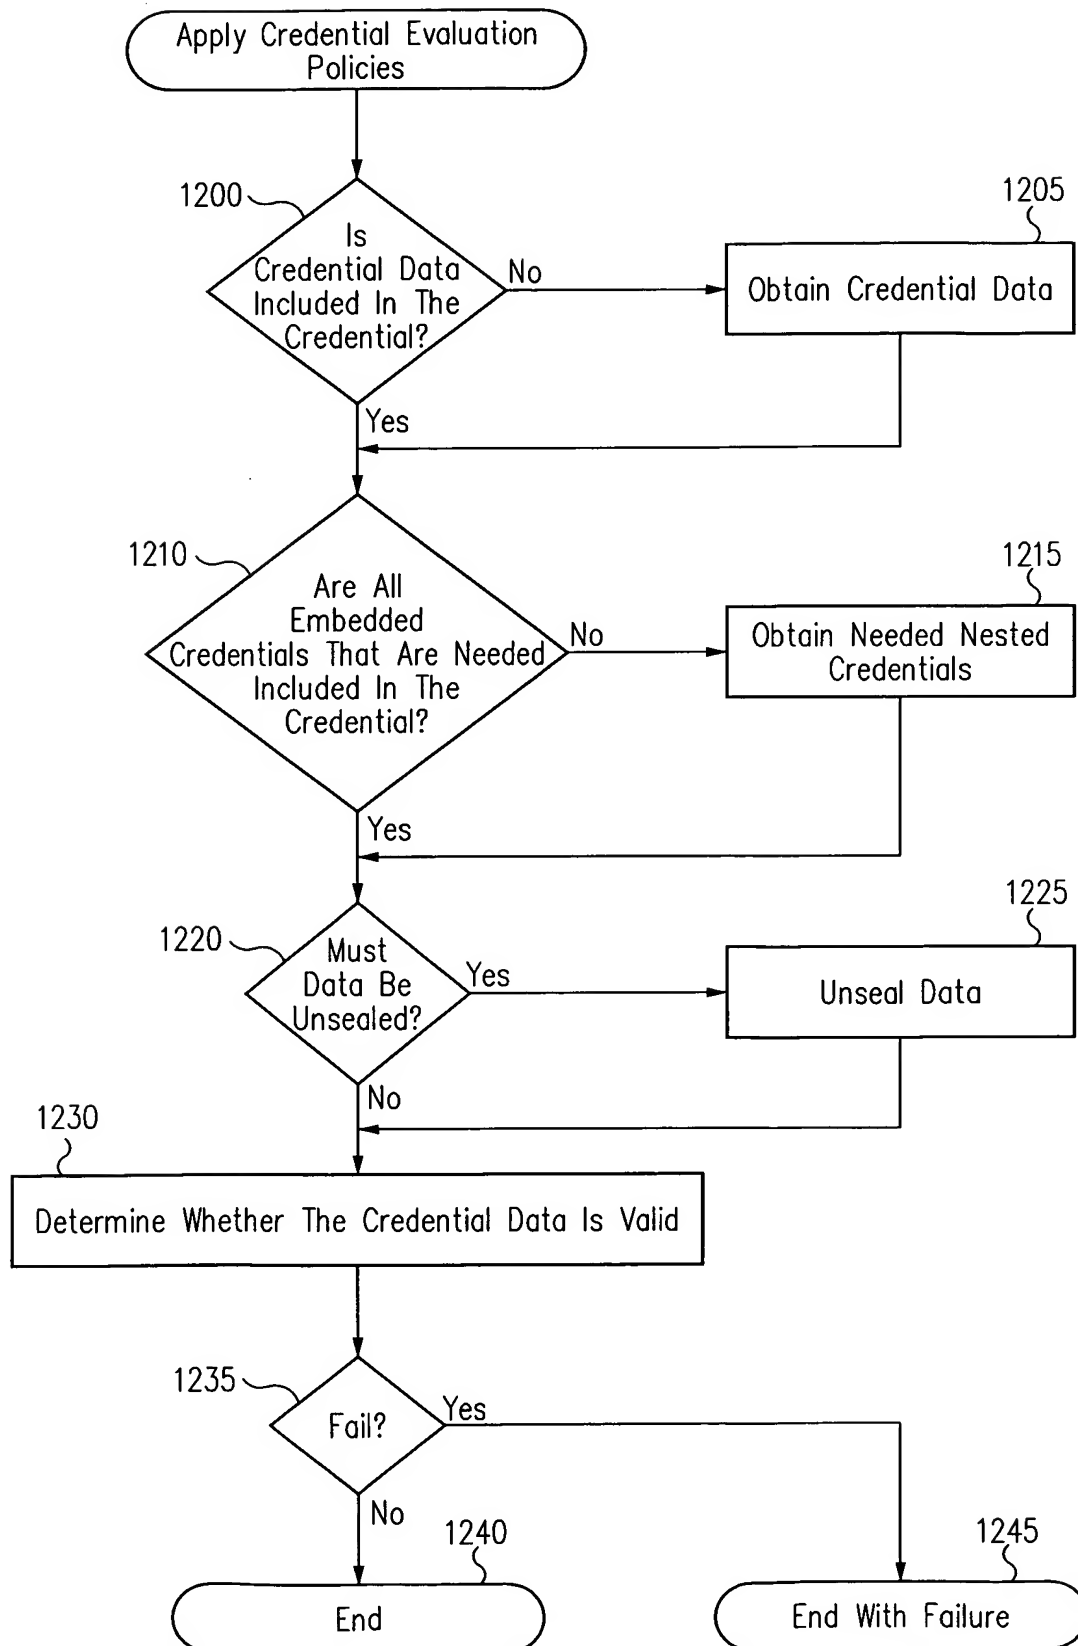 Apply Credential Evaluation
Policies
1200
Is
Credential Data
Included In The
Credential?
No
1205
Obtain Credential Data
Yes
1210
Are All
Embedded
Credentials That Are Needed
Included In The
Credential?
No
1215
Obtain Needed Nested
Credentials
Yes
1220
Must
Data Be
Unsealed?
Yes
1225
Unseal Data
No
1230
Determine Whether The Credential Data Is Valid
1235
Fail?
Yes
No
1240
End
1245
End With Failure